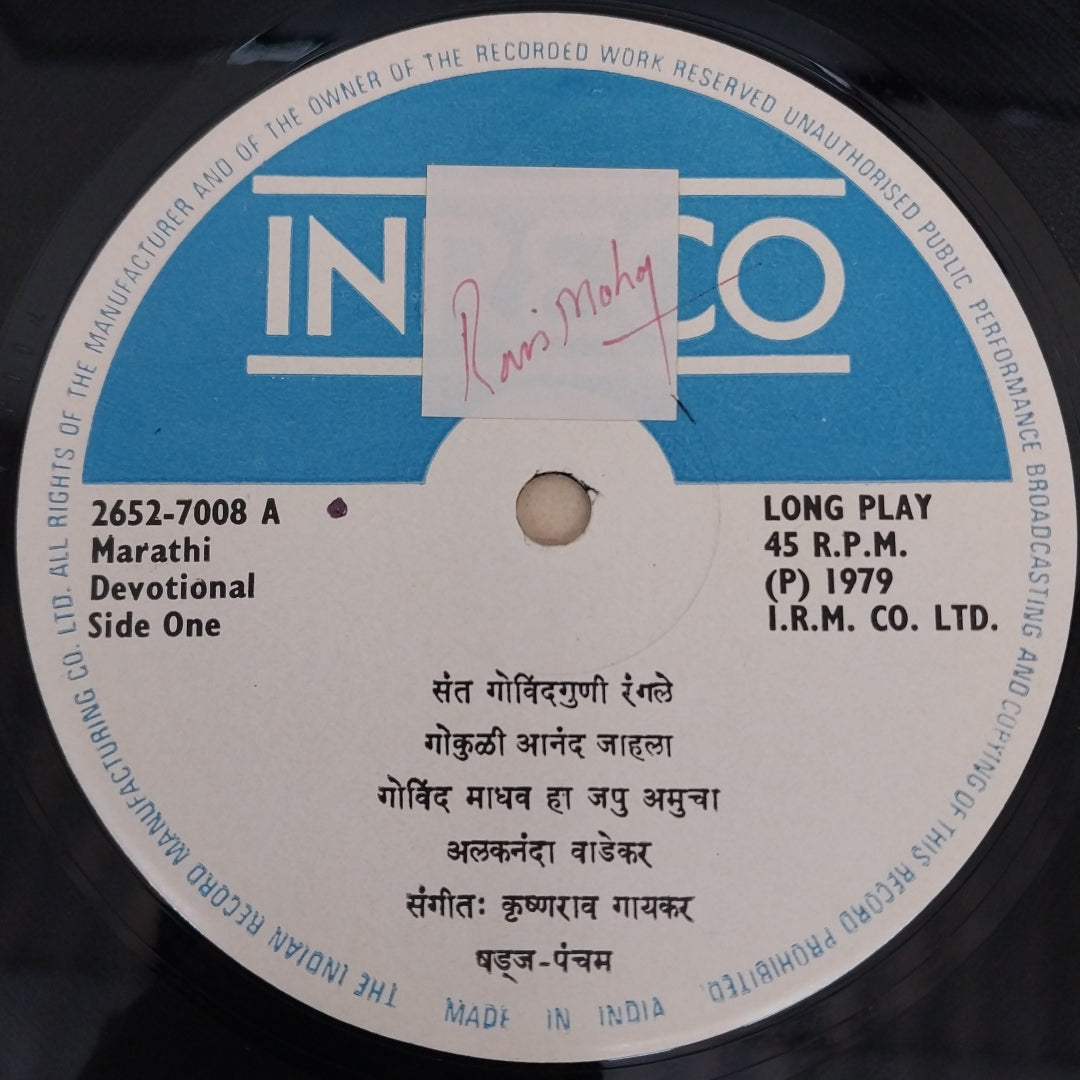 THE INDIAN RECORD MANUFACTURING CO. LTD. ALL RIGHTS OF THE MANUFACTURER AND OF THE OWNER OF THE RECORDED WORK RESERVED UNAUTHORISED PUBLIC PERFORMANCE BROADCASTING AND COPYING OF THIS RECORD PROHIBITED.
2652-7008 A
Marathi
Devotional
Side One
LONG PLAY
45 R.P.M.
(P) 1979
I.R.M. CO. LTD.
संत गोविंदगुणी रंगले
गोकुळी आनंद जाहला
गोविंद माधव हा जपु अमुचा
अलकनंदा वाडेकर
संगीतः कृष्णराव गायकर
षड्ज-पंचम
MADE IN INDIA